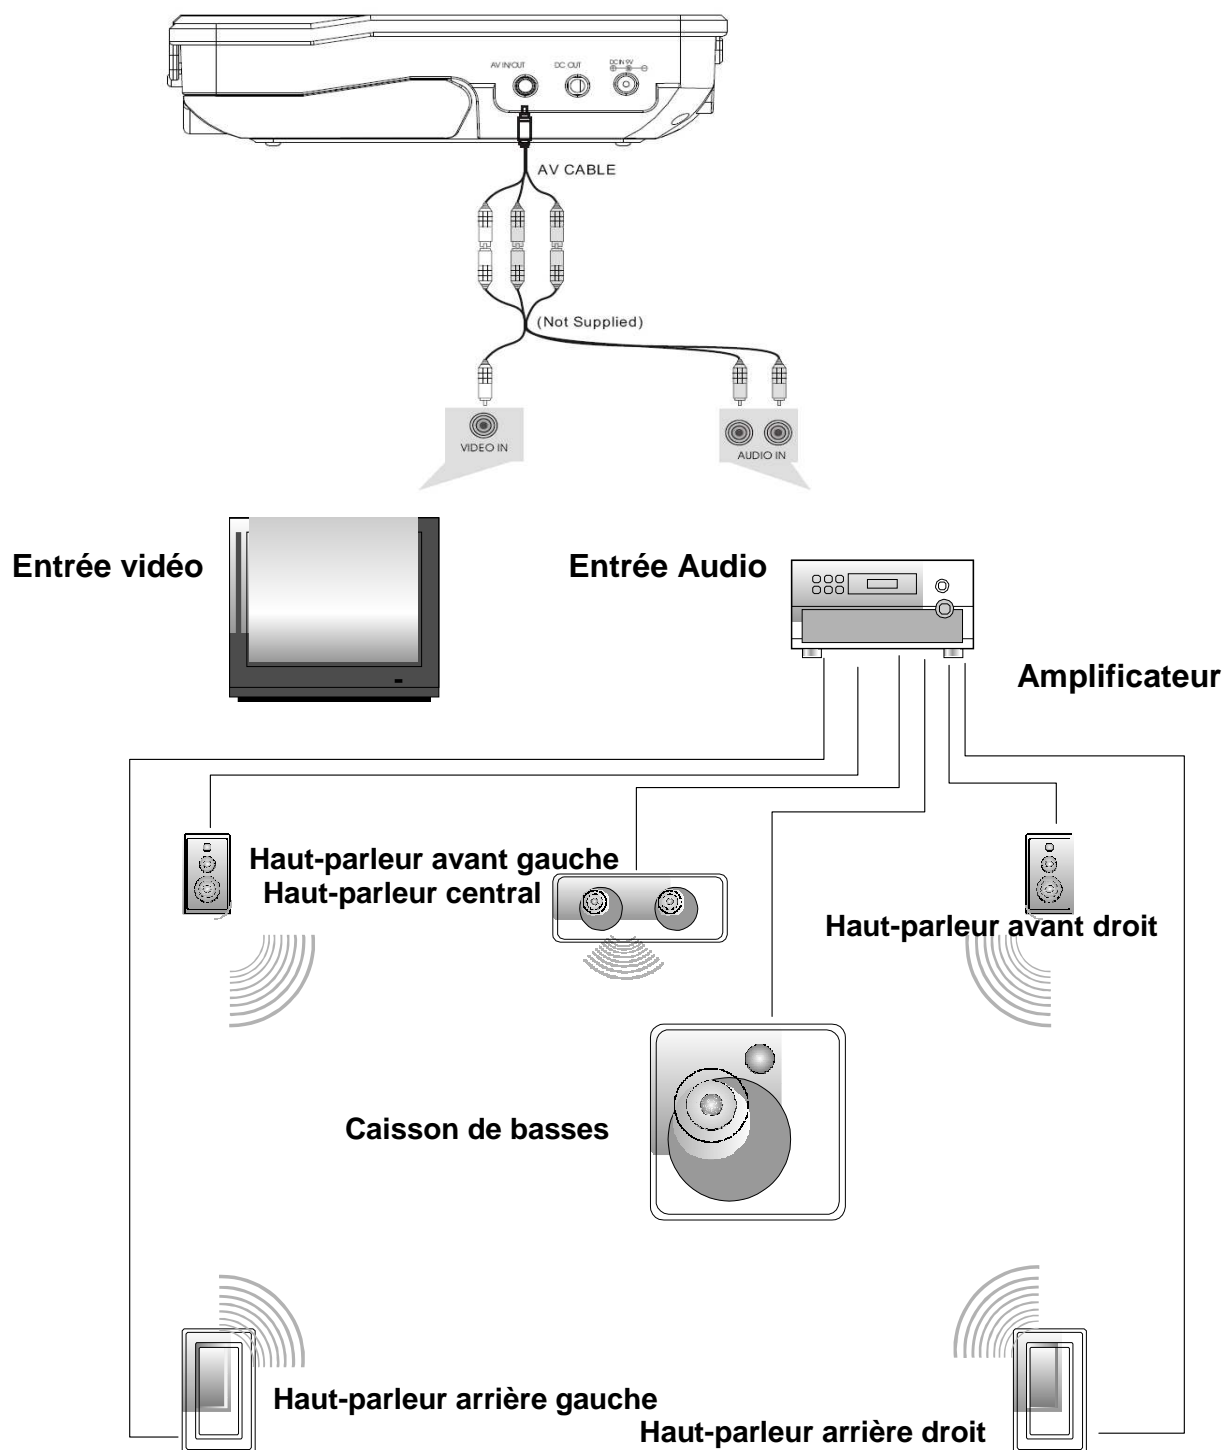 AV IN/OUT
DC OUT
DC IN 9V
AV CABLE
(Not Supplied)
VIDEO IN
AUDIO IN
Entrée vidéo
Entrée Audio
Amplificateur
Haut-parleur avant gauche
Haut-parleur central
Haut-parleur avant droit
Caisson de basses
Haut-parleur arrière gauche
Haut-parleur arrière droit